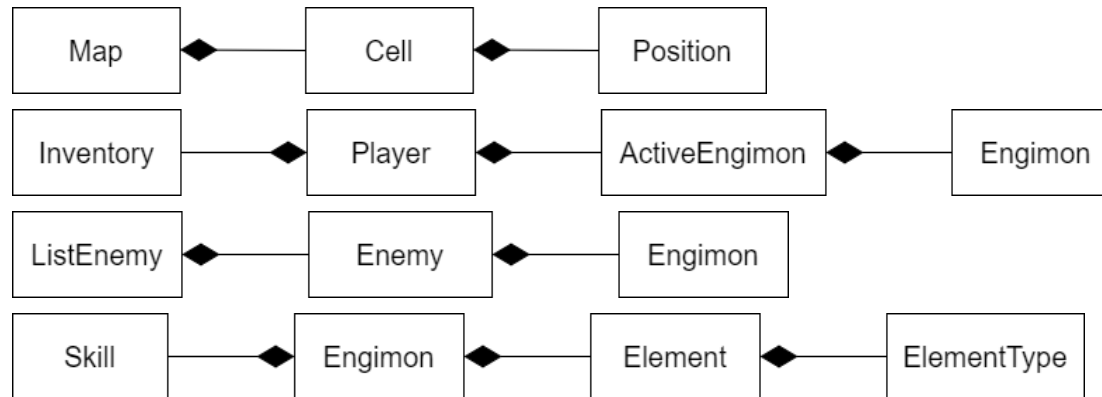 Map Cell Position
Inventory Player ActiveEngimon Engimon
ListEnemy Enemy Engimon
Skill Engimon Element ElementType